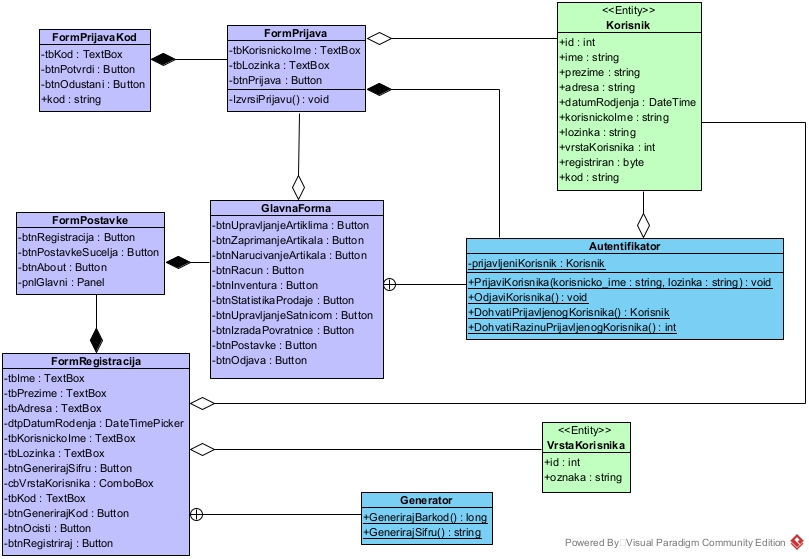 FormPrijavaKod
-tbKod : TextBox
-btnPotvrdi : Button
-btnOdustani : Button
+kod : string
FormPrijava
-tbKorisnickoIme : TextBox
-tbLozinka : TextBox
-btnPrijava : Button
-IzvrsiPrijavu() : void
<<Entity>>
Korisnik
+id : int
+ime : string
+prezime : string
+adresa : string
+datumRodjenja : DateTime
+korisnickoIme : string
+lozinka : string
+vrstaKorisnika : int
+registriran : byte
+kod : string
FormPostavke
-btnRegistracija : Button
-btnPostavkeSucelja : Button
-btnAbout : Button
-pnlGlavni : Panel
GlavnaForma
-btnUpravljanjeArtiklima : Button
-btnZaprimanjeArtikala : Button
-btnNarucivanjeArtikala : Button
-btnRacun : Button
-btnInventura : Button
-btnStatistikaProdaje : Button
-btnUpravljanjeSatnicom : Button
-btnIzradaPovratnice : Button
-btnPostavke : Button
-btnOdjava : Button
Autentifikator
-prijavljeniKorisnik : Korisnik
+PrijaviKorisnika(korisnicko_ime : string, lozinka : string) : void
+OdjaviKorisnika() : void
+DohvatiPrijavljenogKorisnika() : Korisnik
+DohvatiRazinuPrijavljenogKorisnika() : int
FormRegistracija
-tbIme : TextBox
-tbPrezime : TextBox
-tbAdresa : TextBox
-dtpDatumRodenja : DateTimePicker
-tbKorisnickoIme : TextBox
-tbLozinka : TextBox
-btnGenerirajSifru : Button
-cbVrstaKorisnika : ComboBox
-tbKod : TextBox
-btnGenerirajKod : Button
-btnOcisti : Button
-btnRegistriraj : Button
<<Entity>>
VrstaKorisnika
+id : int
+oznaka : string
Generator
+GenerirajBarkod() : long
+GenerirajSifru() : string
Powered By Visual Paradigm Community Edition